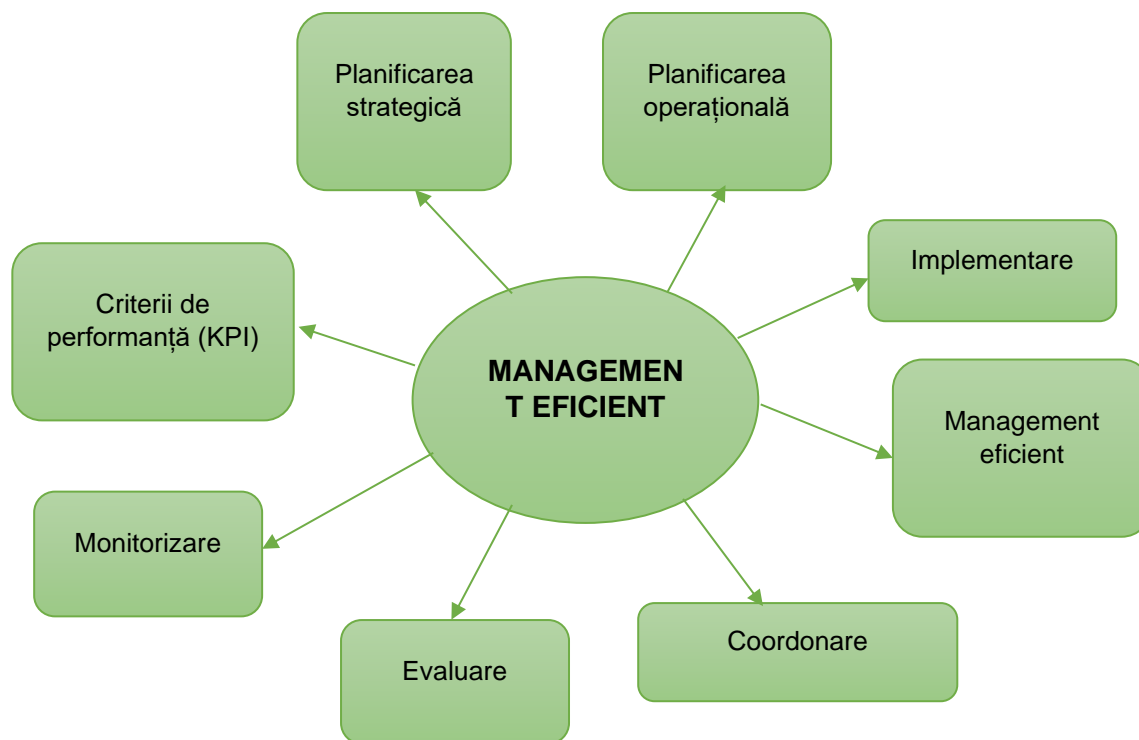 Planificarea
strategică
Planificarea
operațională
Implementare
Criterii de
performanță (KPI)
MANAGEMEN
T EFICIENT
Management
eficient
Monitorizare
Coordonare
Evaluare